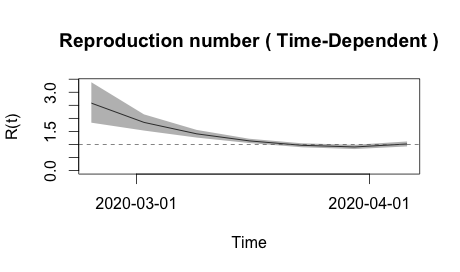 Reproduction number ( Time-Dependent )
R(t)
3.0
1.5
0.0
2020-03-01 2020-04-01
Time